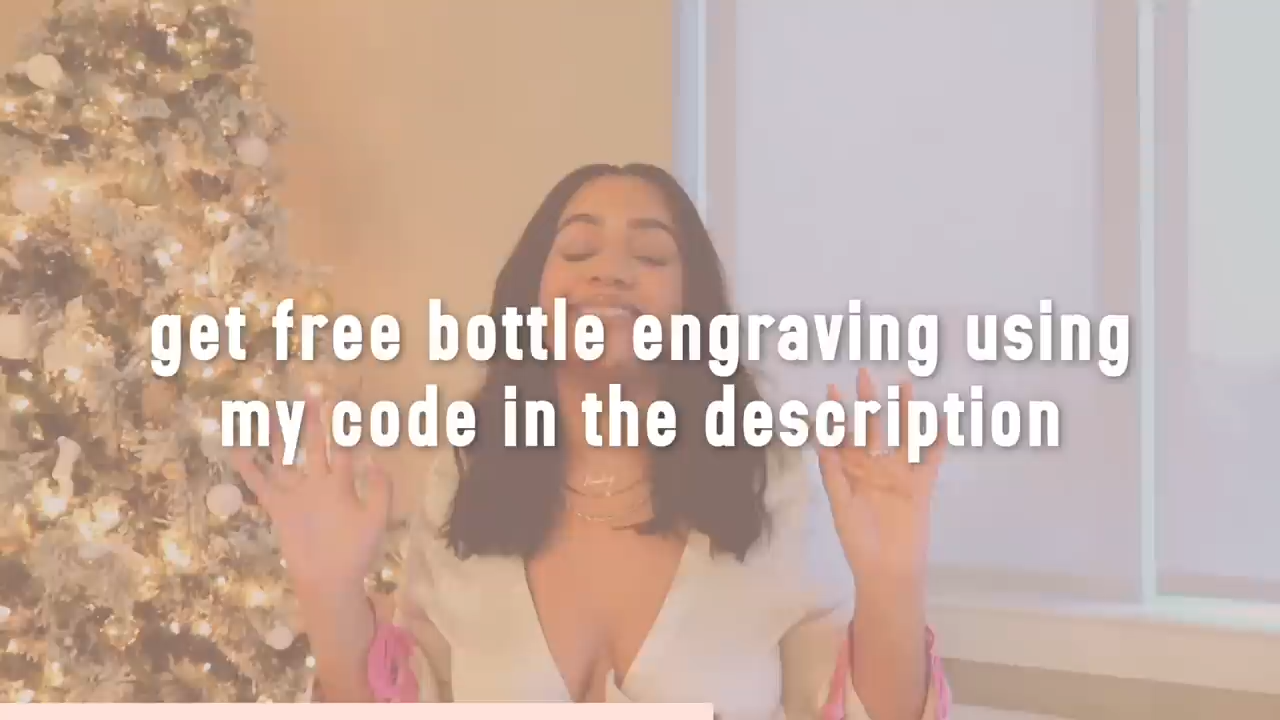 get free bottle engraving using
my code in the description